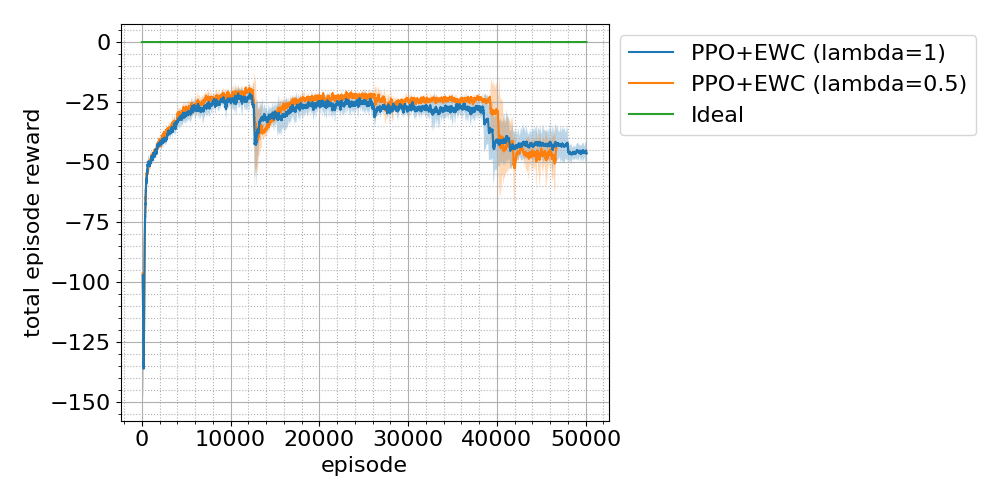 0
−25
−50
−75
−100
−125
−150
total episode reward
0
10000
20000
30000
40000
50000
episode
PPO+EWC (lambda=1)
PPO+EWC (lambda=0.5)
Ideal